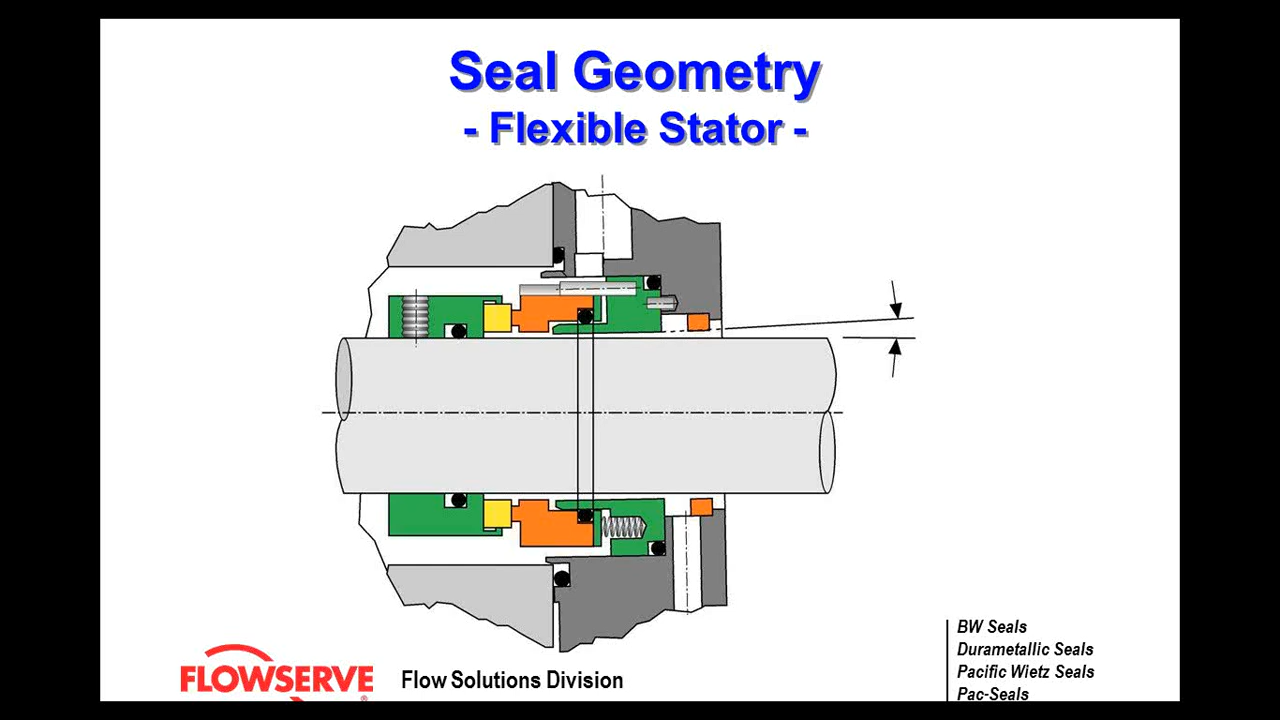 Seal Geometry
- Flexible Stator -
FLOWSERVE
®
Flow Solutions Division
BW Seals
Durametallic Seals
Pacific Wietz Seals
Pac-Seals